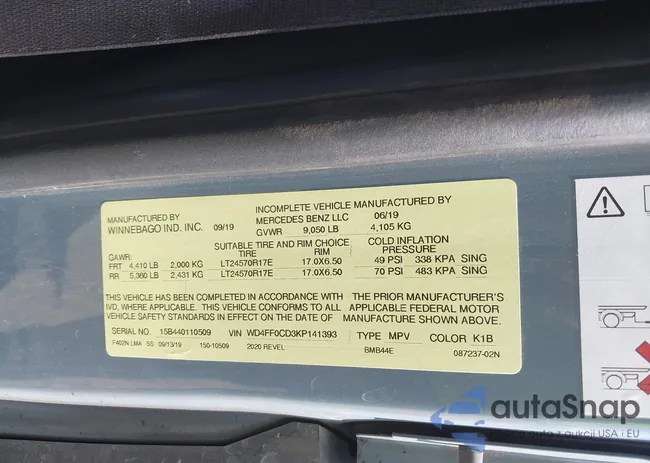 INCOMPLETE VEHICLE MANUFACTURED BY
MANUFACTURED BY
WINNEBAGO IND. INC. 09/19 MERCEDES BENZ LLC 06/19
GVWR 9,050 LB 4,105 KG
SUITABLE TIRE AND RIM CHOICE COLD INFLATION
GAWR: TIRE RIM PRESSURE
FRT 4,410 LB 2,000 KG LT24570R17E 17.0X6.50 49 PSI 338 KPA SING
RR 5,360 LB 2,431 KG LT24570R17E 17.0X6.50 70 PSI 483 KPA SING
THIS VEHICLE HAS BEEN COMPLETED IN ACCORDANCE WITH THE PRIOR MANUFACTURERS,
IVD, WHERE APPLICABLE. THIS VEHICLE CONFORMS TO ALL APPLICABLE FEDERAL MOTOR
VEHICLE SAFETY STANDARDS IN EFFECT ON THE DATE OF MANUFACTURE SHOWN ABOVE.
SERIAL NO. 15B440110509 VIN WD4FF0CD3KP141393 TYPE MPV COLOR K1B
F402N LMA SS 09/13/19 150-10509 2020 REVEL BMB44E 087237-02N
autaSnap
auta z aukcji USA i EU